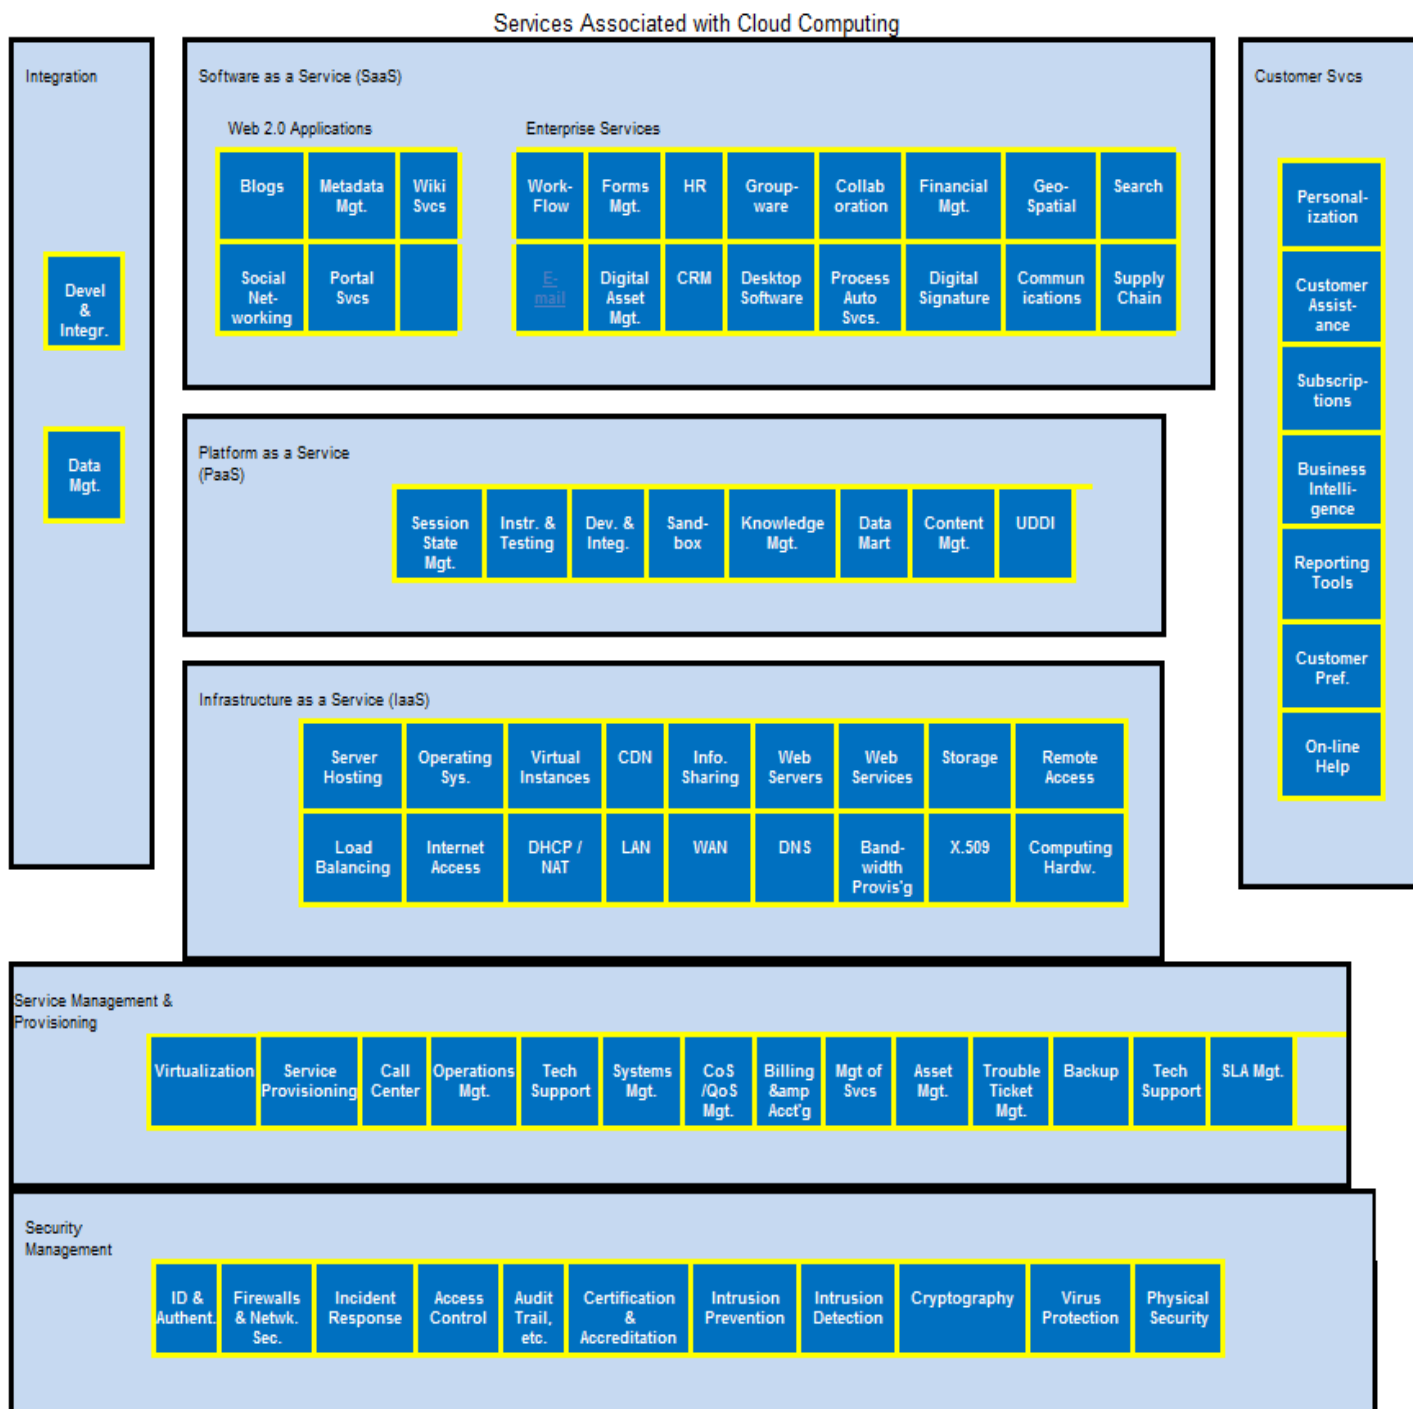 Services Associated with Cloud Computing
Integration
Devel
&
Integr.
Data
Mgt.
Software as a Service (SaaS)
Web 2.0 Applications
Blogs
Metadata
Mgt.
Wiki
Svcs
Social
Net-
working
Portal
Svcs
Enterprise Services
Work-
Flow
Forms
Mgt.
HR
Group-
ware
Collab
oration
Financial
Mgt.
Geo-
Spatial
Search
E-
mail
Digital
Asset
Mgt.
CRM
Desktop
Software
Process
Auto
Svcs.
Digital
Signature
Commun
ications
Supply
Chain
Platform as a Service
(PaaS)
Session
State
Mgt.
Instr. &
Testing
Dev. &
Integ.
Sand-
box
Knowledge
Mgt.
Data
Mart
Content
Mgt.
UDDI
Infrastructure as a Service (IaaS)
Server
Hosting
Operating
Sys.
Virtual
Instances
CDN
Info.
Sharing
Web
Servers
Web
Services
Storage
Remote
Access
Load
Balancing
Internet
Access
DHCP /
NAT
LAN
WAN
DNS
Band-
width
Provis'g
X.509
Computing
Hardw.
Customer Svcs
Personal-
ization
Customer
Assist-
ance
Subscrip-
tions
Business
Intelli-
gence
Reporting
Tools
Customer
Pref.
On-line
Help
Service Management &
Provisioning
Virtualization
Service
Provisioning
Call
Center
Operations
Mgt.
Tech
Support
Systems
Mgt.
CoS
/QoS
Mgt.
Billing
&amp
Acct'g
Mgt of
Svcs
Asset
Mgt.
Trouble
Ticket
Mgt.
Backup
Tech
Support
SLA Mgt.
Security
Management
ID &
Authent.
Firewalls
& Netwk.
Sec.
Incident
Response
Access
Control
Audit
Trail,
etc.
Certification
&
Accreditation
Intrusion
Prevention
Intrusion
Detection
Cryptography
Virus
Protection
Physical
Security